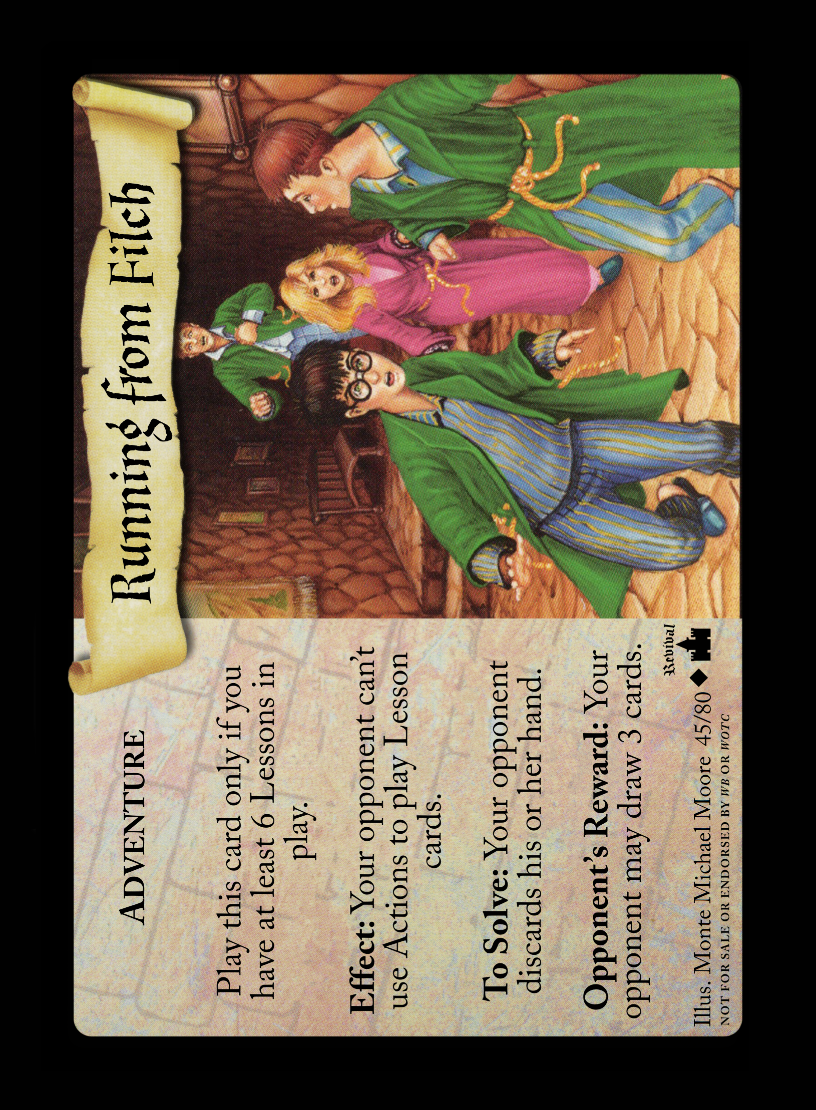 Running from Filch
ADVENTURE
Play this card only if you
have at least 6 Lessons in
play.
Effect: Your opponent can't
use Actions to play Lesson
cards.
To Solve: Your opponent
discards his or her hand.
Opponent's Reward: Your
opponent may draw 3 cards.
Revival
Illus. Monte Michael Moore 45/80
NOT FOR SALE OR ENDORSED BY WB OR WOTC